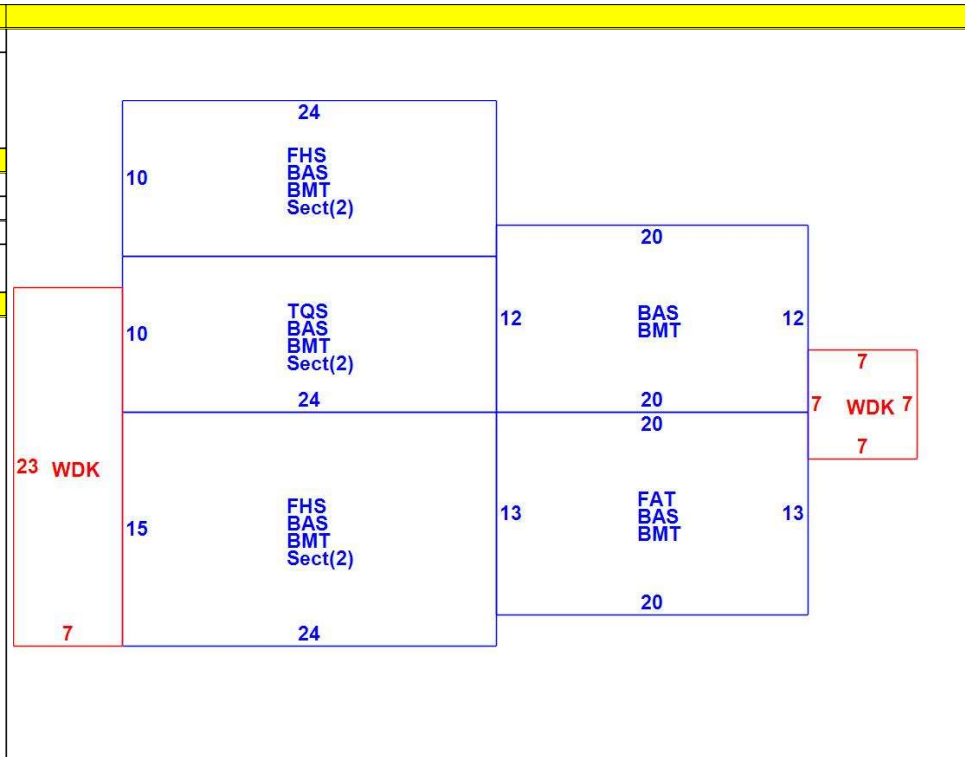 24
10
FHS
BAS
BMT
Sect(2)
20
10
TQS
BAS
BMT
Sect(2)
24
12
BAS
BMT
12
20
7
7
WDK 7
7
23 WDK
7
15
FHS
BAS
BMT
Sect(2)
24
20
13
FAT
BAS
BMT
13
20